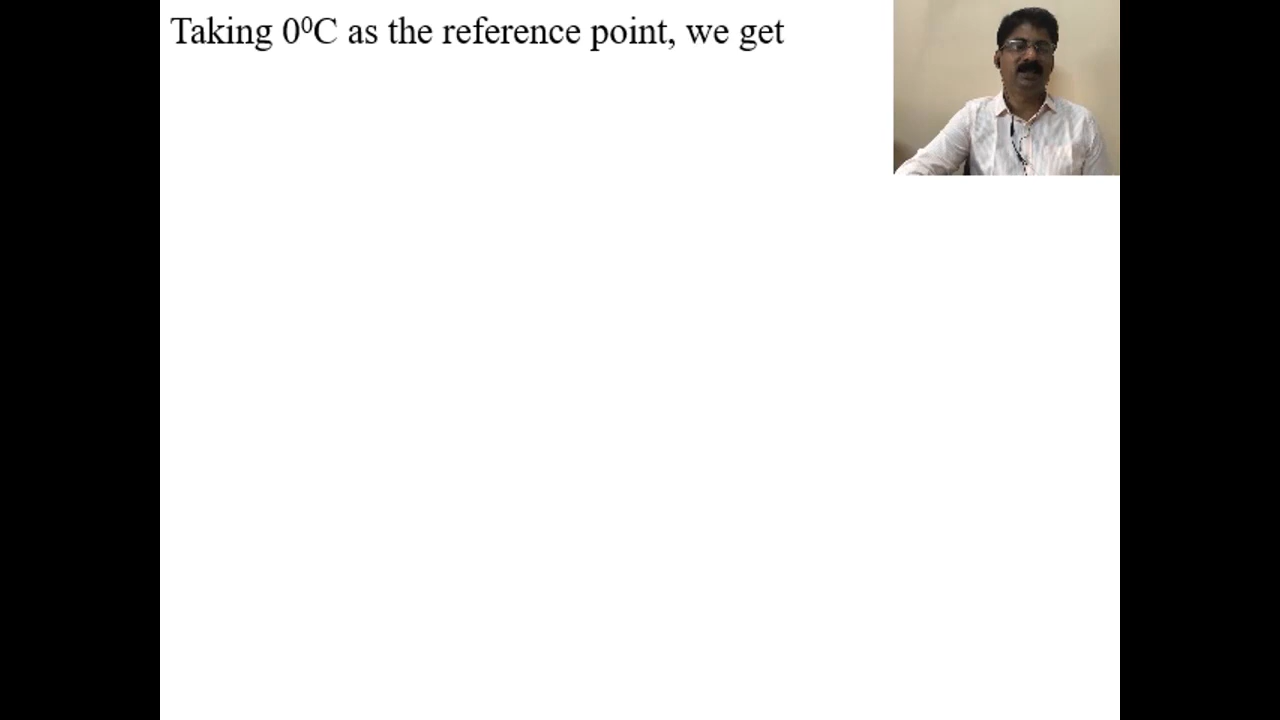 Taking 0⁰C as the reference point, we get